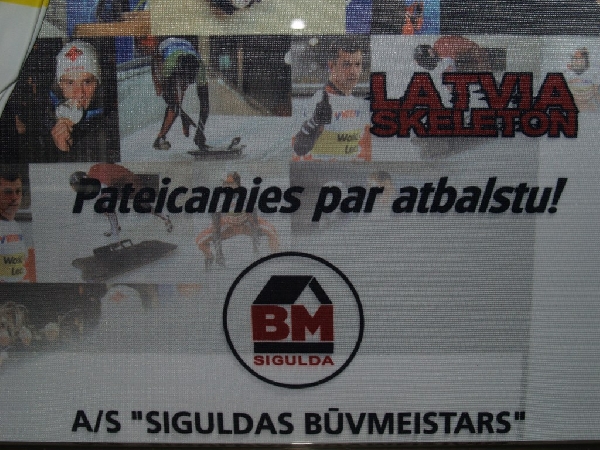 LATVIA
SKELETON
Pateicamies par atbalstu!
BM
SIGULDA
A/S "SIGULDAS BŪVMEISTARS"